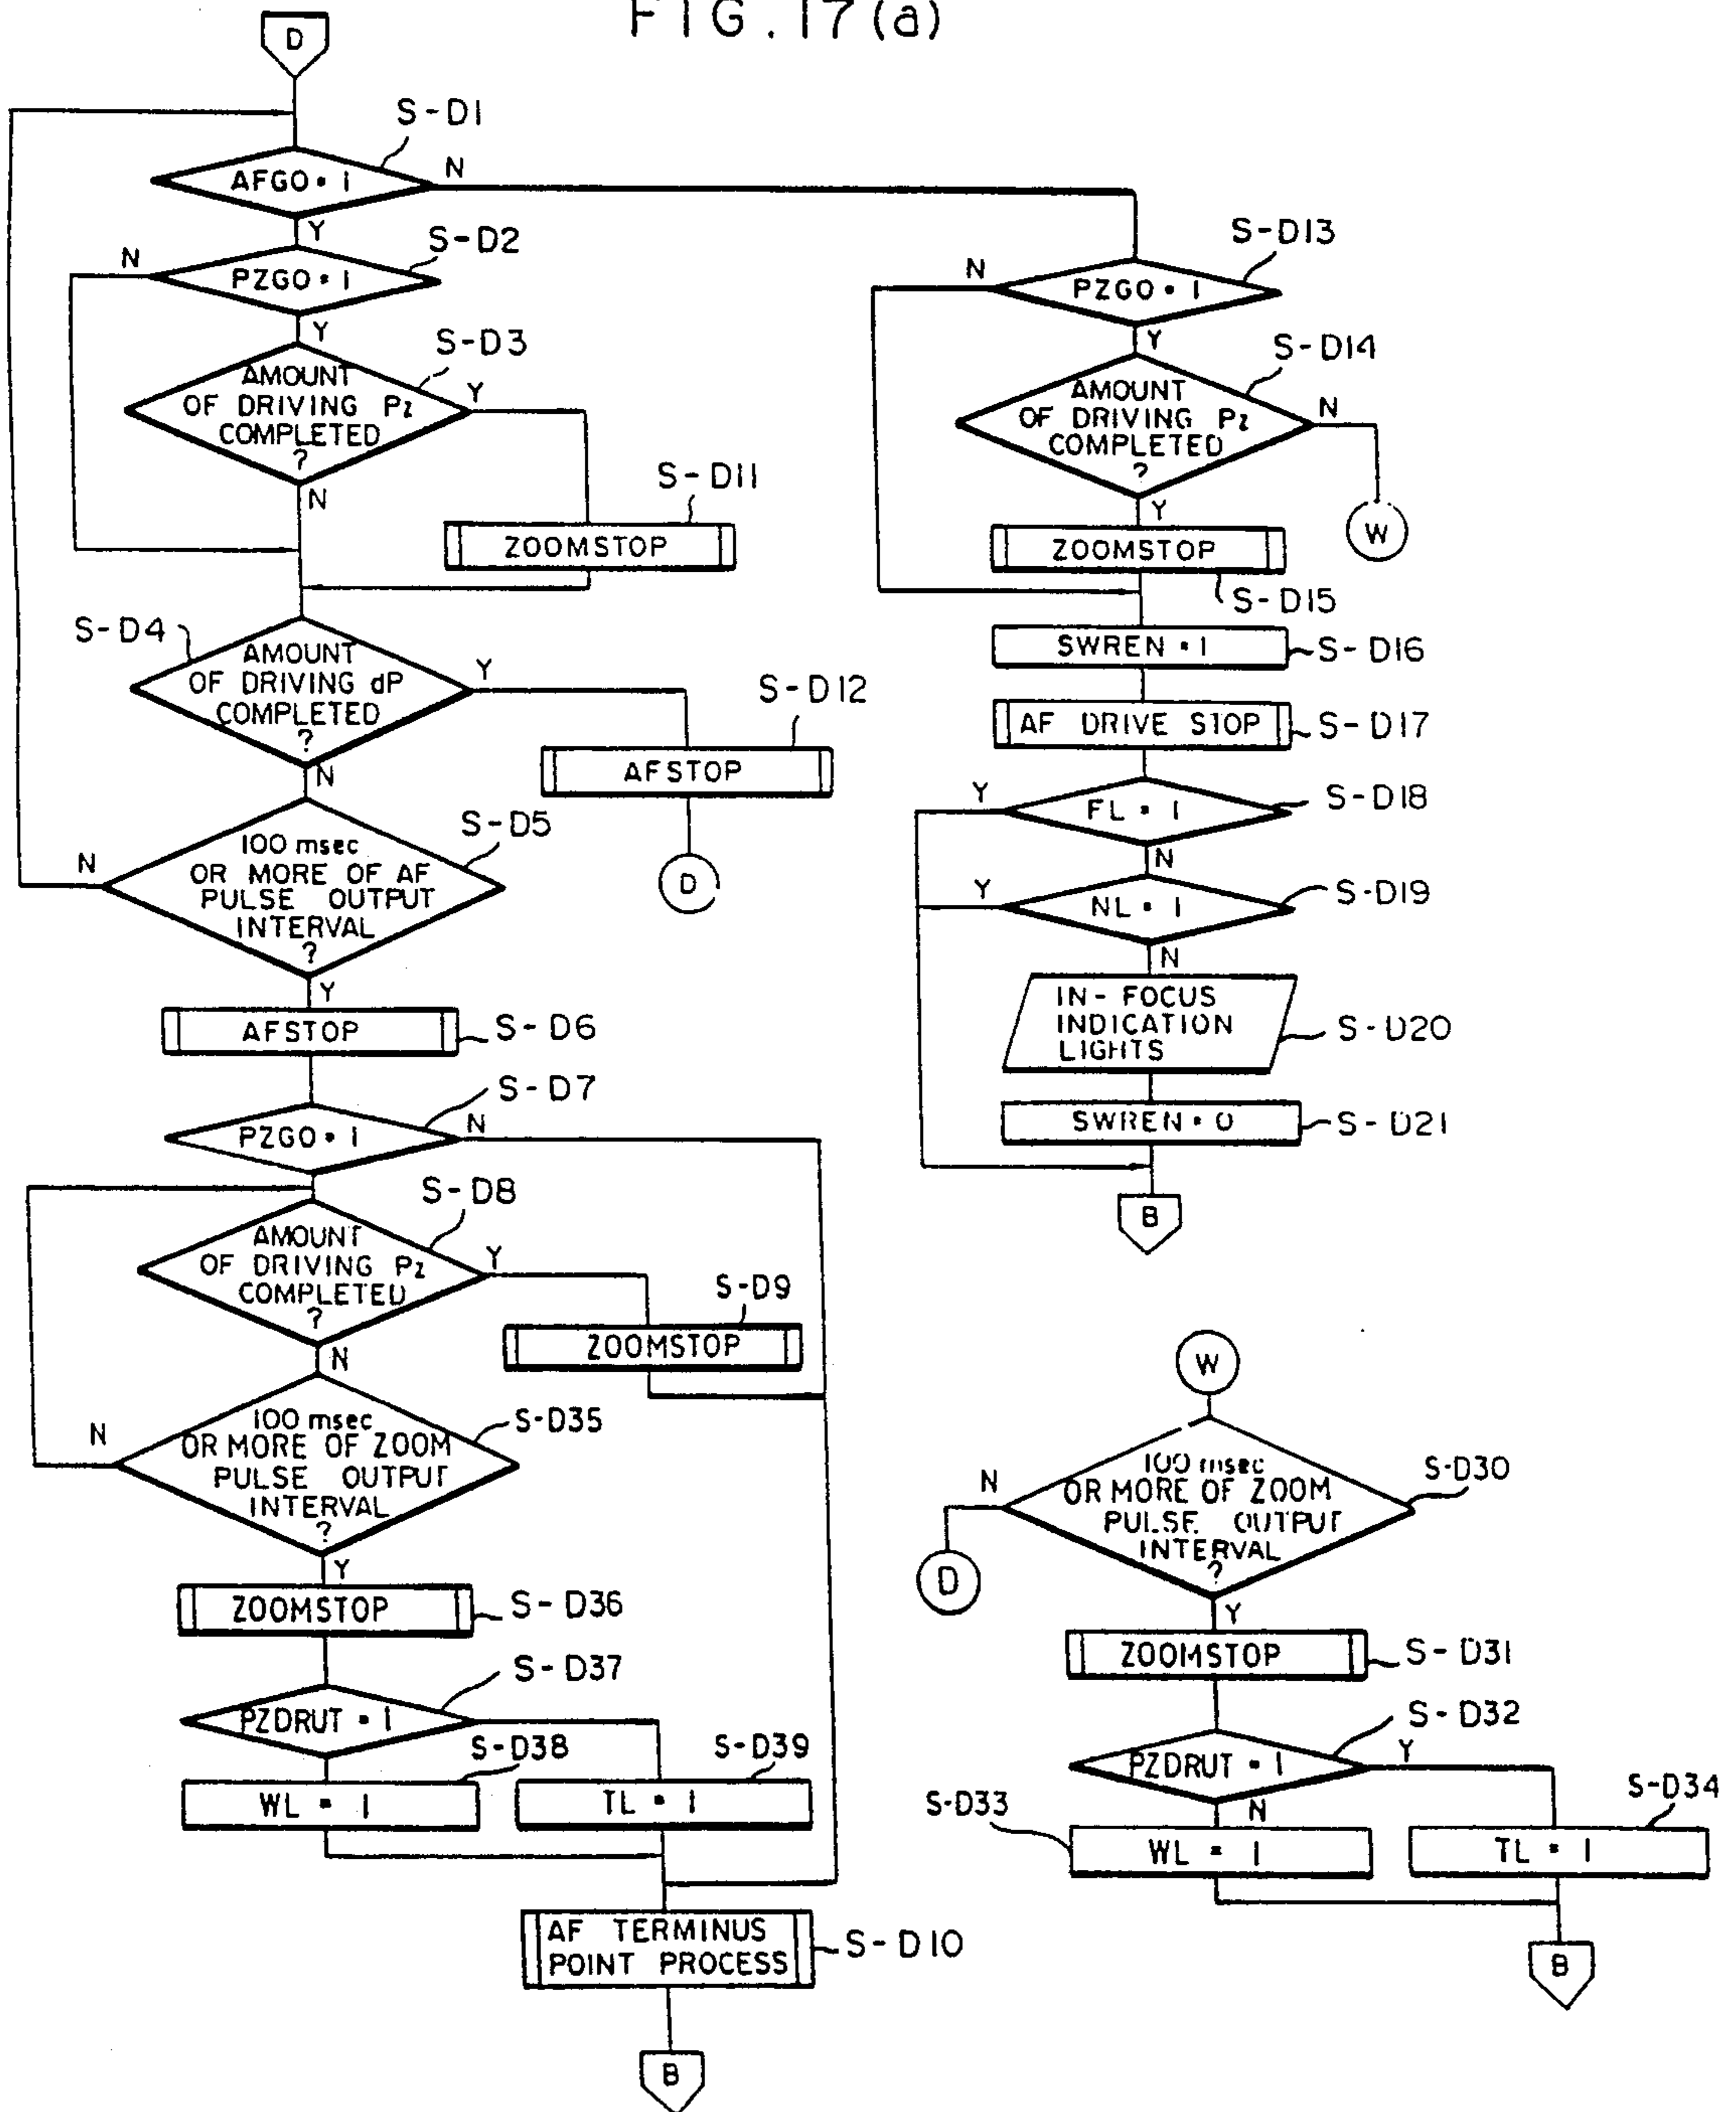 FIG. 17(a)
D
S-D1
AFGO = 1
N
Y
S-D2
N
PZGO = 1
Y
S-D3
AMOUNT
OF DRIVING Pz
COMPLETED
?
Y
N
S-D11
ZOOMSTOP
S-D4
AMOUNT
OF DRIVING dP
COMPLETED
?
Y
N
S-D12
AFSTOP
D
S-D5
100 msec
OR MORE OF AF
PULSE OUTPUT
INTERVAL
?
N
Y
AFSTOP
S-D6
S-D7
PZGO = 1
N
S-D8
AMOUNT
OF DRIVING Pz
COMPLETED
?
Y
N
S-D9
ZOOMSTOP
S-D35
100 msec
OR MORE OF ZOOM
PULSE OUTPUT
INTERVAL
?
N
Y
ZOOMSTOP
S-D36
S-D37
PZDRUT = 1
S-D38
WL = 1
S-D39
TL = 1
AF TERMINUS
POINT PROCESS
S-D10
B
S-D13
N
PZGO = 1
Y
S-D14
AMOUNT
OF DRIVING Pz
COMPLETED
?
N
W
Y
ZOOMSTOP
S-D15
SWREN = 1
S-D16
AF DRIVE STOP
S-D17
Y
FL = 1
S-D18
N
Y
NL = 1
S-D19
N
IN-FOCUS
INDICATION
LIGHTS
S-D20
SWREN = 0
S-D21
B
W
100 msec
OR MORE OF ZOOM
PULSE OUTPUT
INTERVAL
?
S-D30
N
D
Y
ZOOMSTOP
S-D31
S-D32
PZDRUT = 1
Y
N
S-D33
WL = 1
S-D34
TL = 1
B